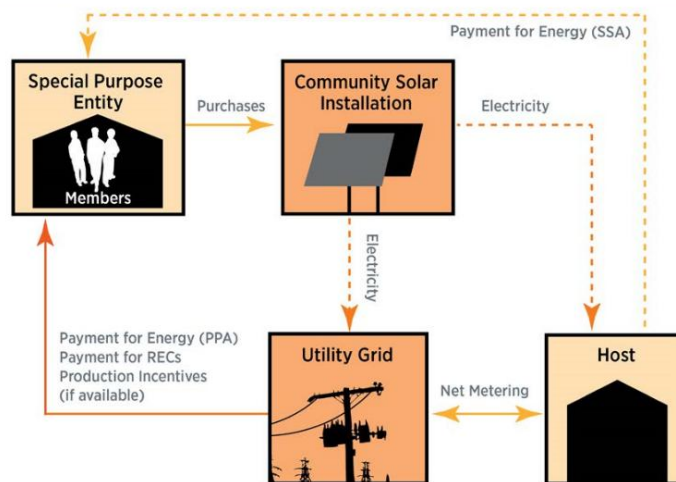 Payment for Energy (SSA)
Special Purpose
Entity
Members
Purchases
Community Solar
Installation
Electricity
Electricity
Payment for Energy (PPA)
Payment for RECs
Production Incentives
(if available)
Utility Grid
Net Metering
Host